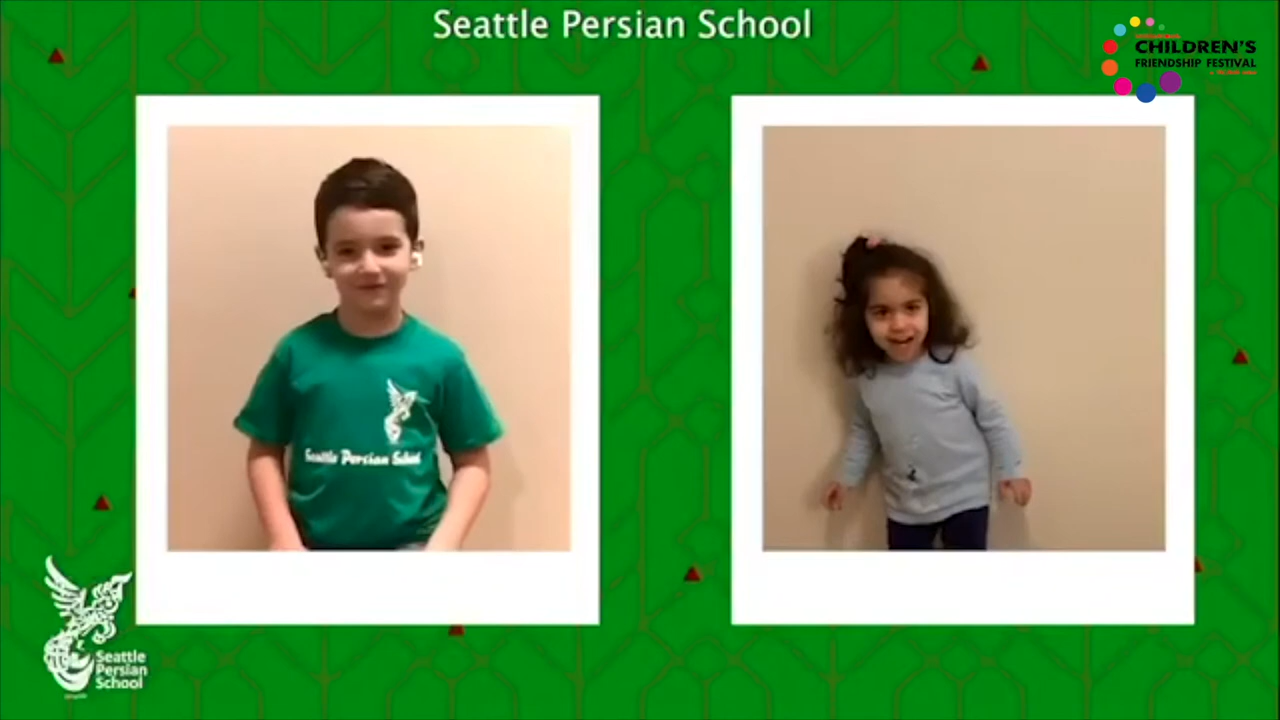 Seattle Persian School
CHILDREN'S
FRIENDSHIP FESTIVAL
Seattle Persian School
Seattle
Persian
School